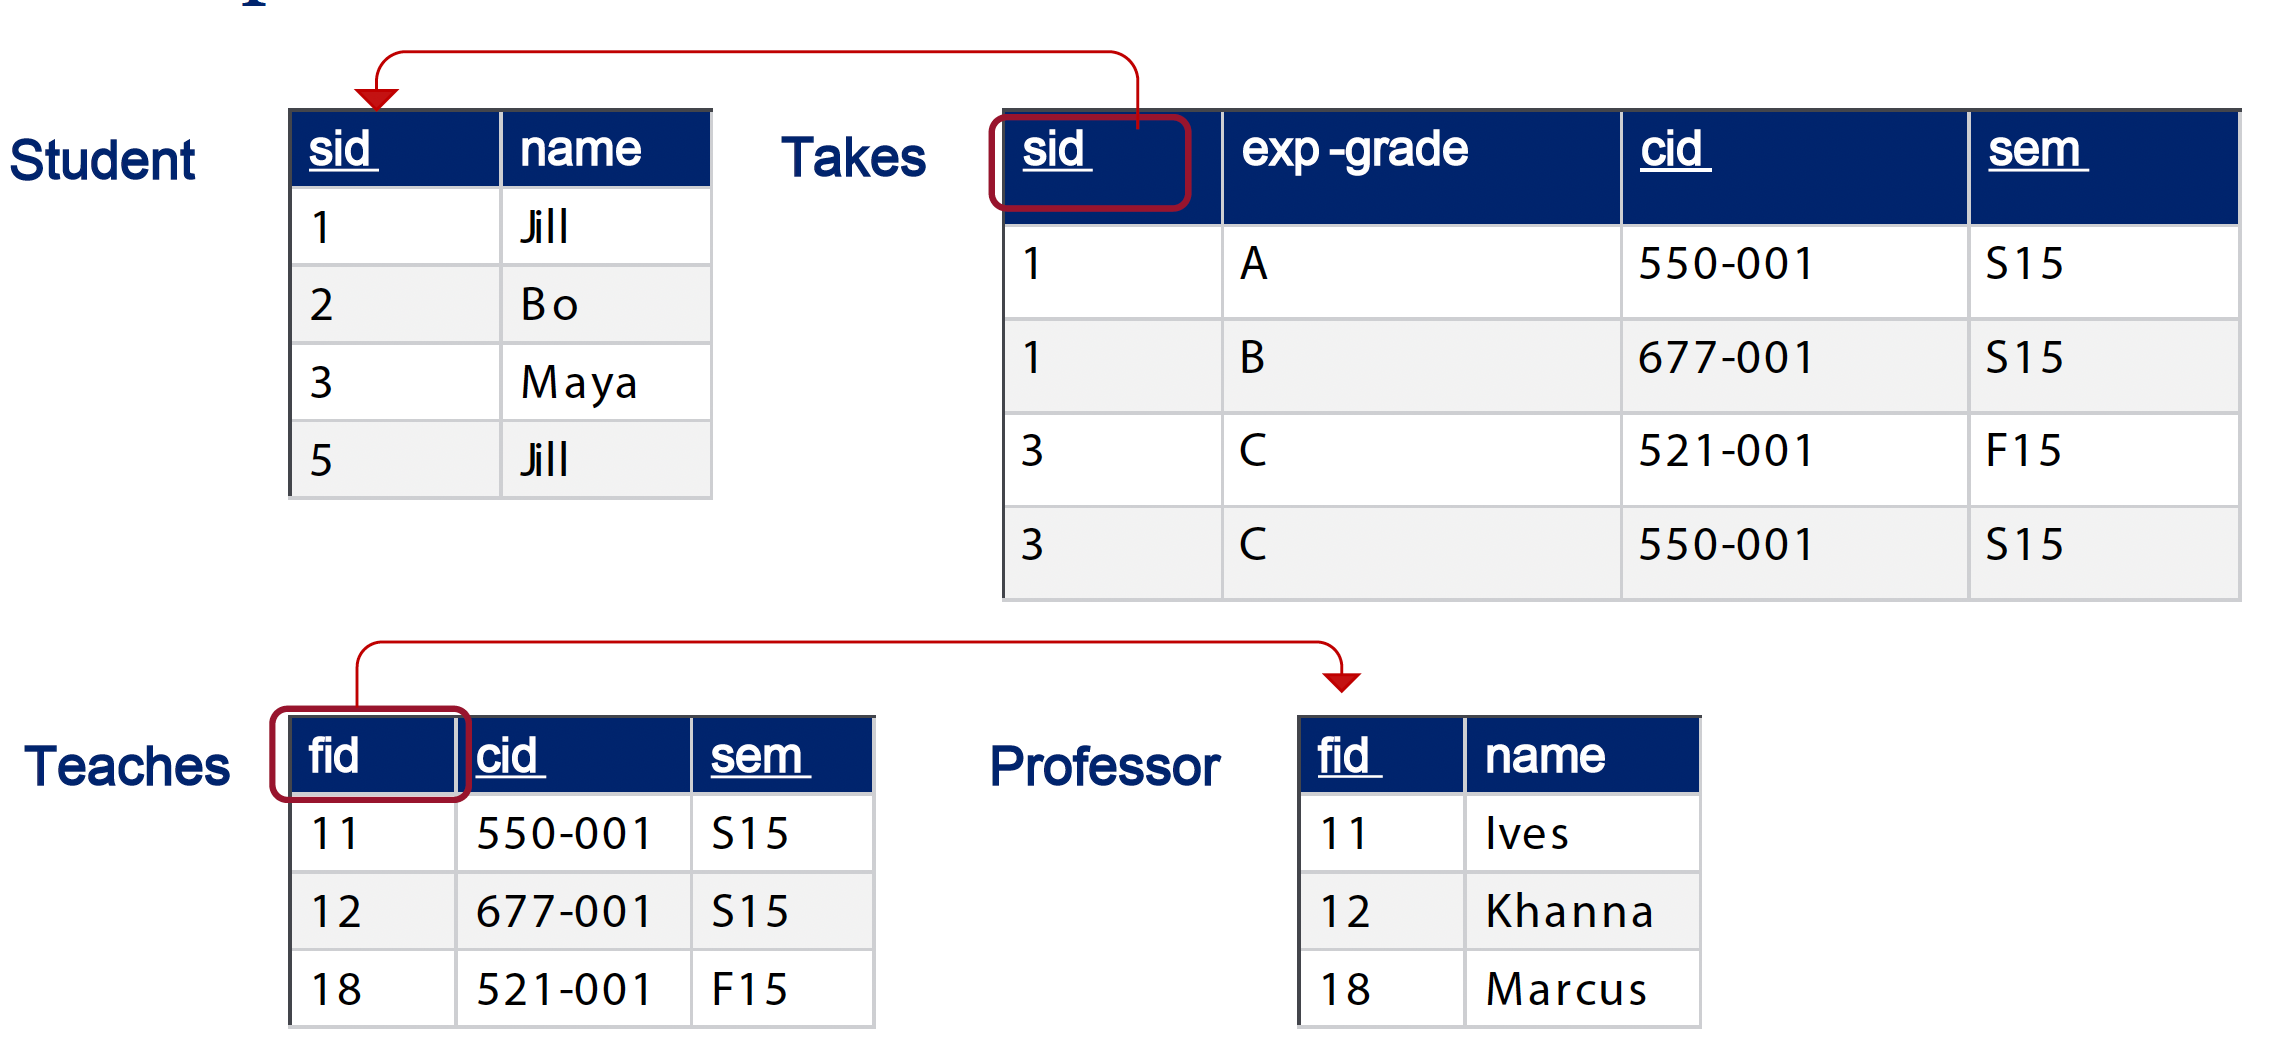 Student
sid name
1 Jill
2 Bo
3 Maya
5 Jill
Takes
sid exp-grade cid sem
1 A 550-001 S15
1 B 677-001 S15
3 C 521-001 F15
3 C 550-001 S15
Teaches
fid cid sem
11 550-001 S15
12 677-001 S15
18 521-001 F15
Professor
fid name
11 Ives
12 Khanna
18 Marcus